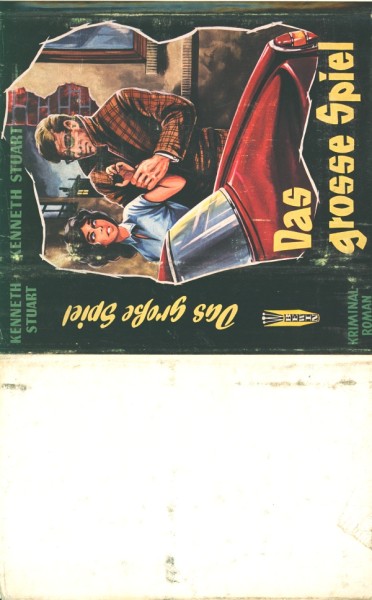 KENNETH STUART
Das
grosse Spiel
KENNETH
STUART
Das große Spiel
KRIMINAL-
ROMAN